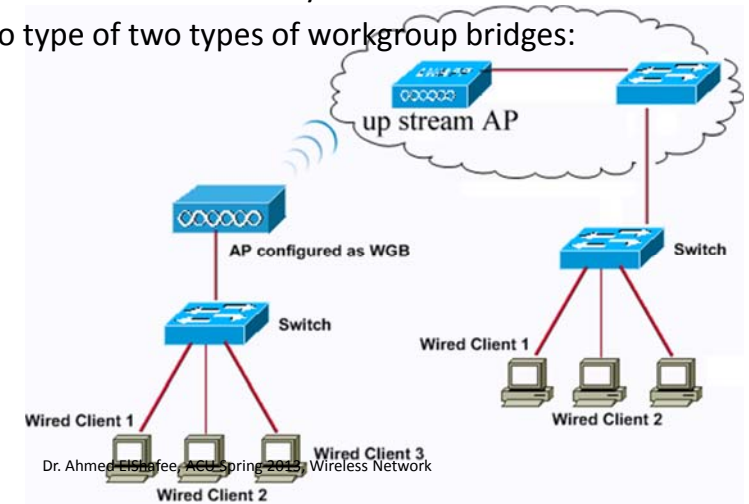 o type of two types of workgroup bridges:
up stream AP
AP configured as WGB
Switch
Switch
Wired Client 1
Wired Client 2
Wired Client 1
Wired Client 3
Dr. Ahmed ElShafee, ACU Spring 2013, Wireless Network
Wired Client 2